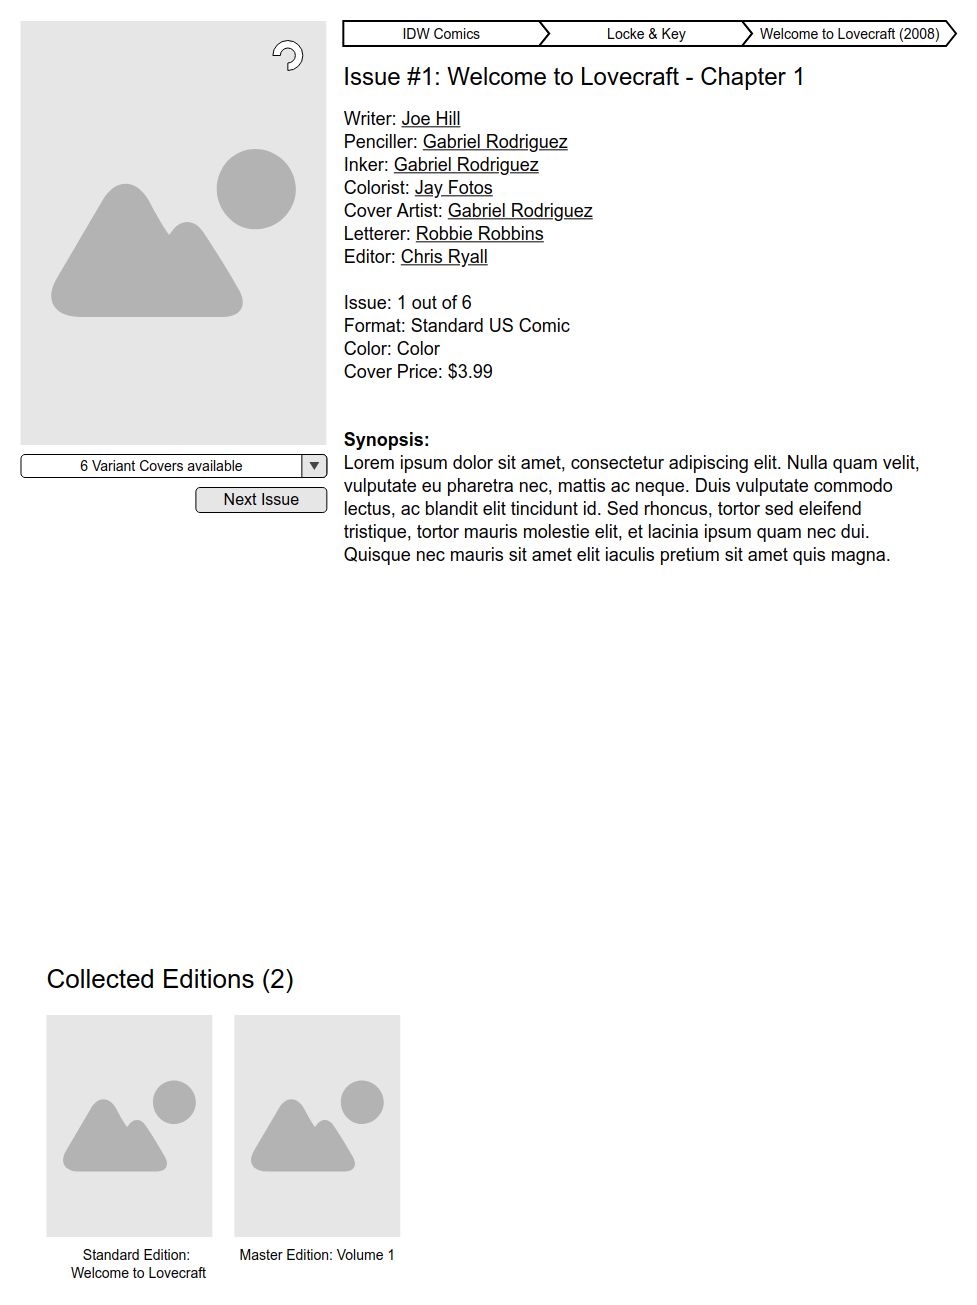 IDW Comics
Locke & Key
Welcome to Lovecraft (2008)
Issue #1: Welcome to Lovecraft - Chapter 1
Writer: Joe Hill
Penciller: Gabriel Rodriguez
Inker: Gabriel Rodriguez
Colorist: Jay Fotos
Cover Artist: Gabriel Rodriguez
Letterer: Robbie Robbins
Editor: Chris Ryall
Issue: 1 out of 6
Format: Standard US Comic
Color: Color
Cover Price: $3.99
6 Variant Covers available
Next Issue
Synopsis:
Lorem ipsum dolor sit amet, consectetur adipiscing elit. Nulla quam velit,
vulputate eu pharetra nec, mattis ac neque. Duis vulputate commodo
lectus, ac blandit elit tincidunt id. Sed rhoncus, tortor sed eleifend
tristique, tortor mauris molestie elit, et lacinia ipsum quam nec dui.
Quisque nec mauris sit amet elit iaculis pretium sit amet quis magna.
Collected Editions (2)
Standard Edition:
Welcome to Lovecraft
Master Edition: Volume 1